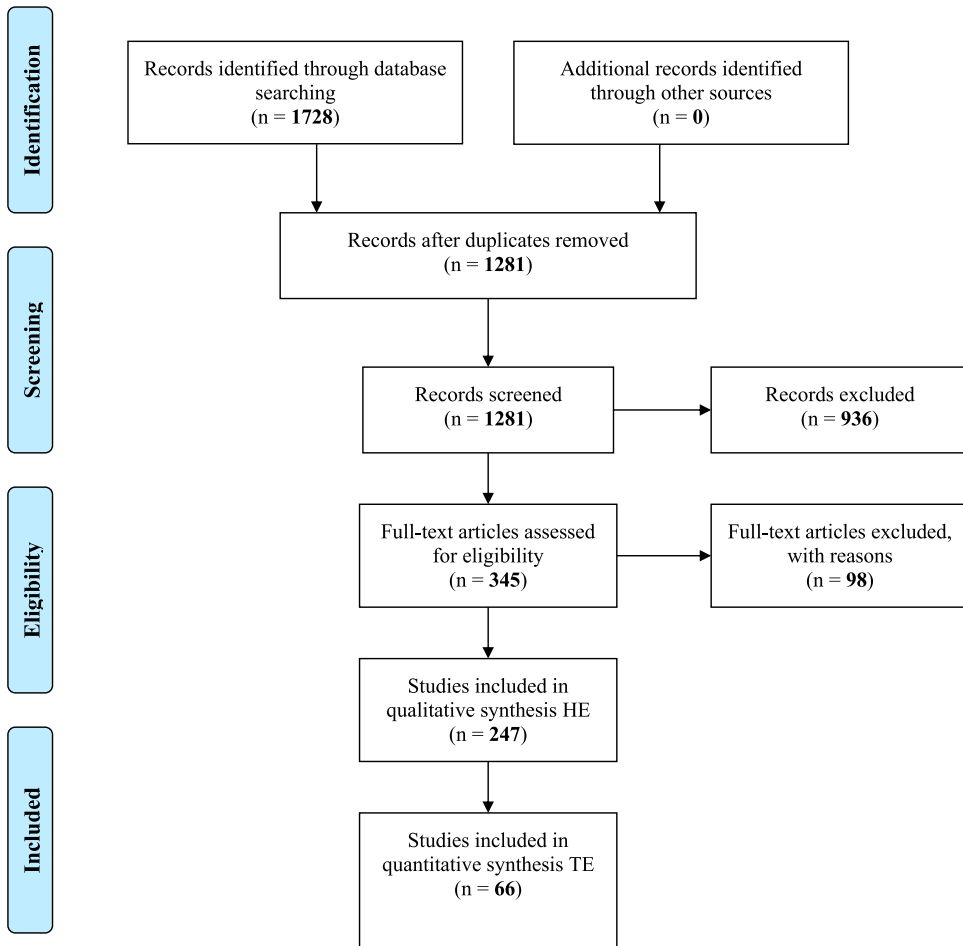 Identification
Records identified through database
searching
(n = 1728)
Additional records identified
through other sources
(n = 0)
Records after duplicates removed
(n = 1281)
Screening
Records screened
(n = 1281)
Records excluded
(n = 936)
Eligibility
Full-text articles assessed
for eligibility
(n = 345)
Full-text articles excluded,
with reasons
(n = 98)
Studies included in
qualitative synthesis HE
(n = 247)
Included
Studies included in
quantitative synthesis TE
(n = 66)